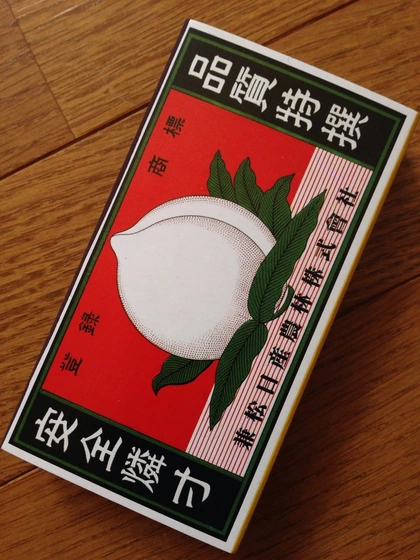 品質特撰
登錄
商標
兼松日産農林株式會社
安全燐寸